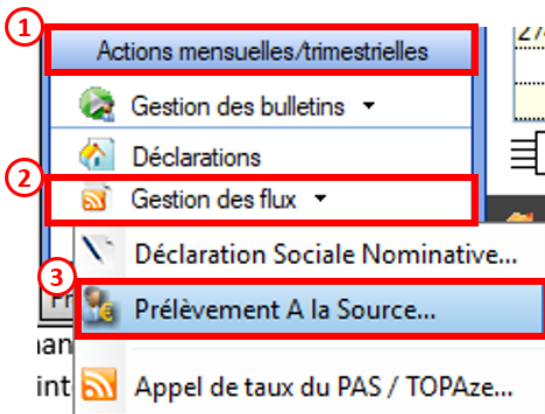 1
274
Actions mensuelles/trimestrielles
Gestion des bulletins
Déclarations
2
Gestion des flux
Déclaration Sociale Nominative...
3
Prélèvement A la Source...
Appel de taux du PAS / TOPAze...